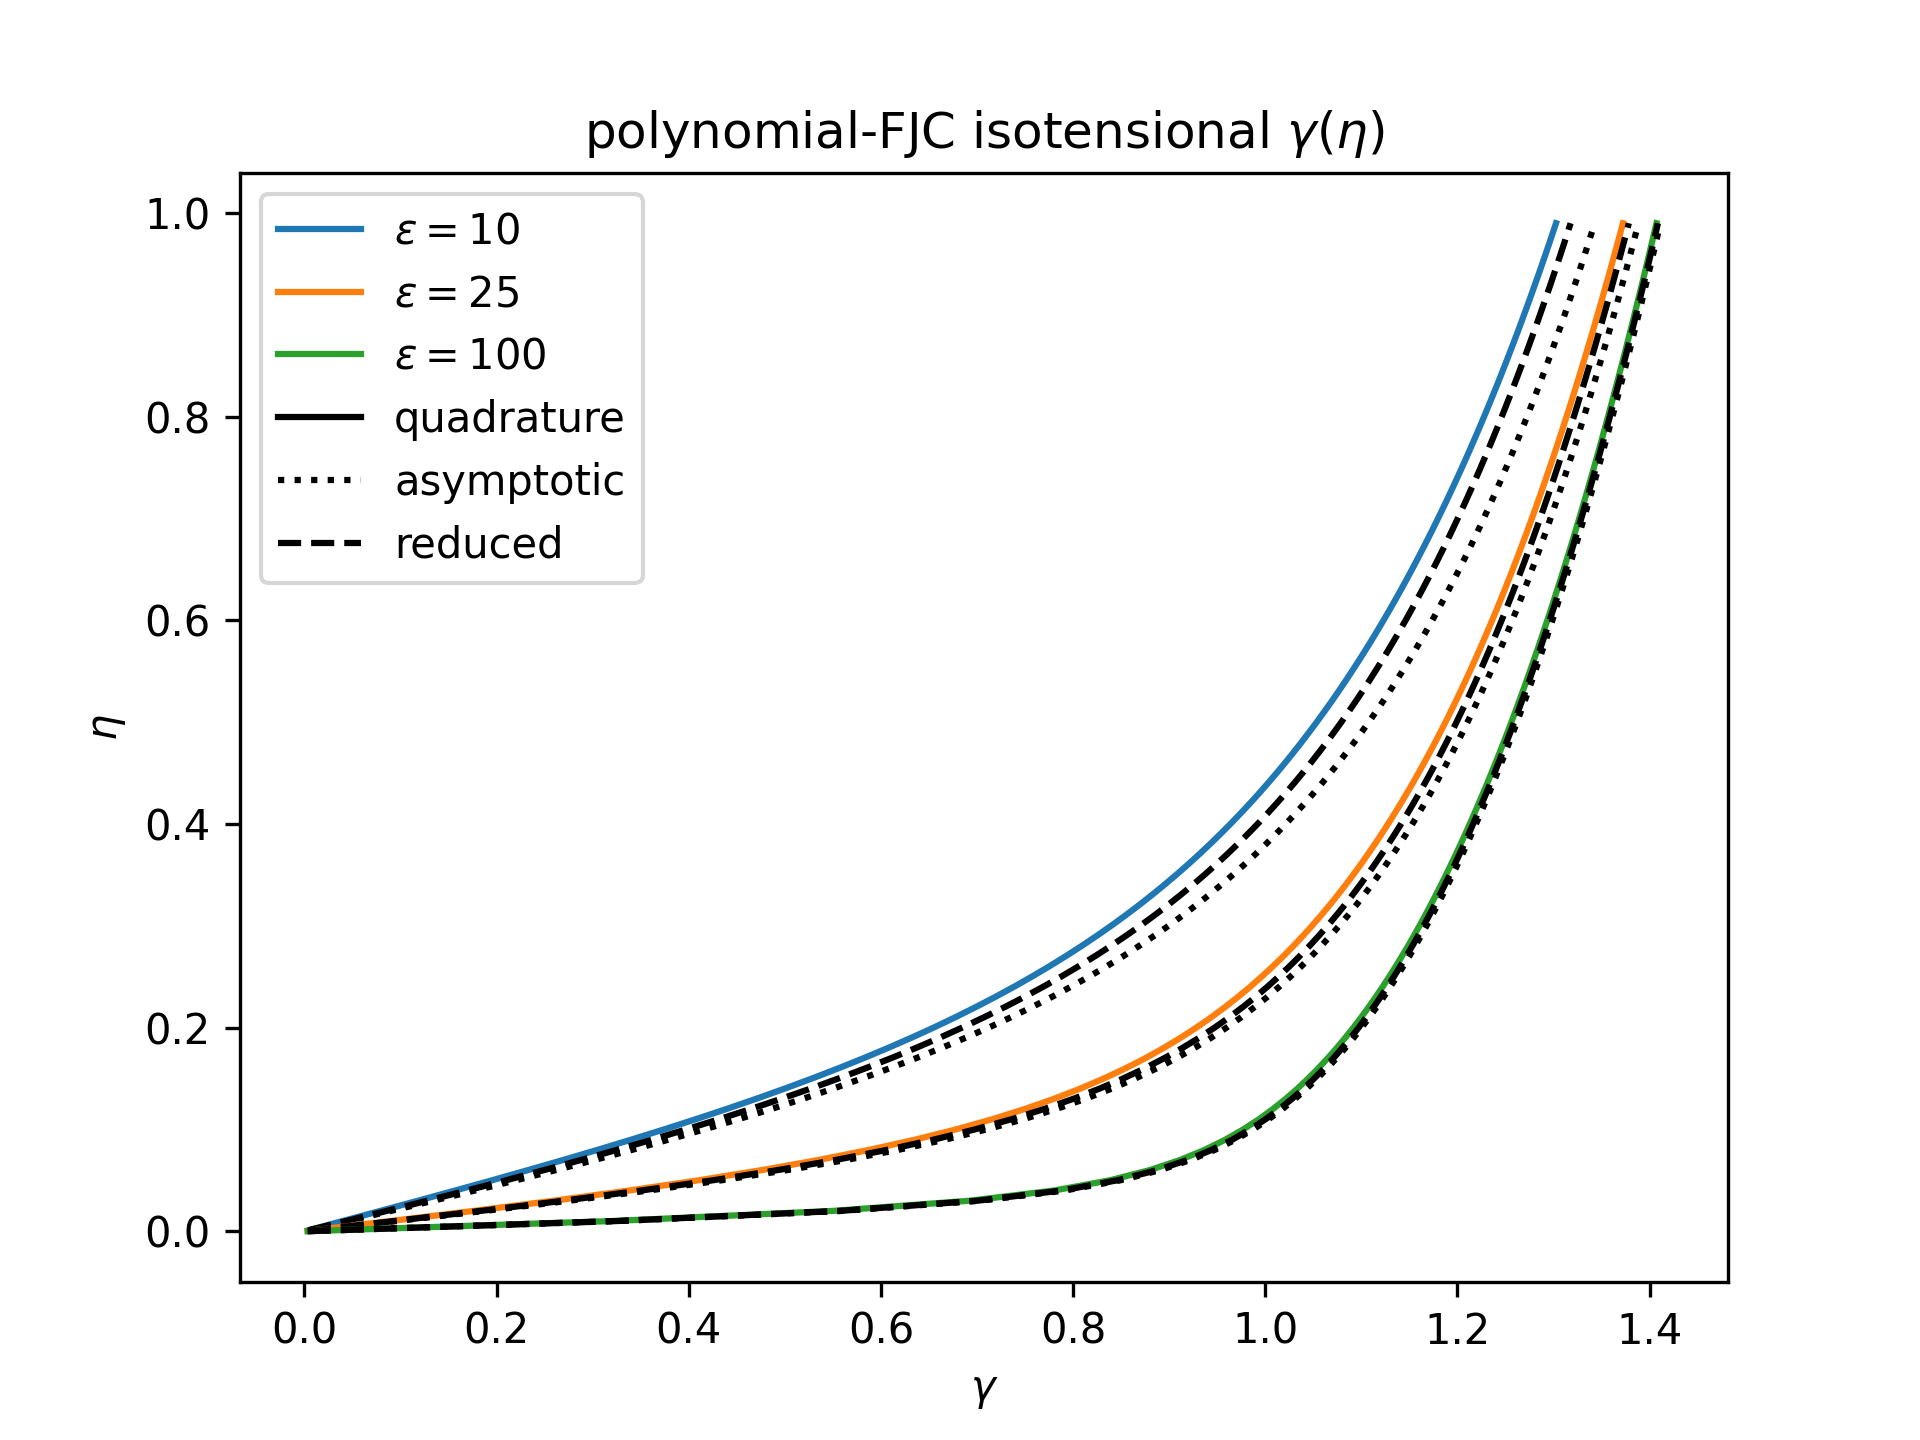 polynomial-FJC isotensional γ(η)
ε = 10
ε = 25
ε = 100
quadrature
asymptotic
reduced
1.0
0.8
0.6
0.4
0.2
0.0
η
0.0 0.2 0.4 0.6 0.8 1.0 1.2 1.4
γ